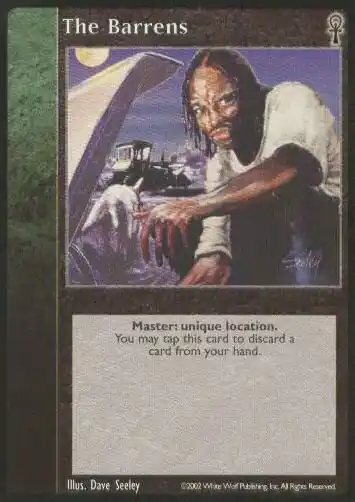 The Barrens
Seeley
Master: unique location.
You may tap this card to discard a
card from your hand.
Illus. Dave Seeley
©2002 White Wolf Publishing, Inc. All Rights Reserved.